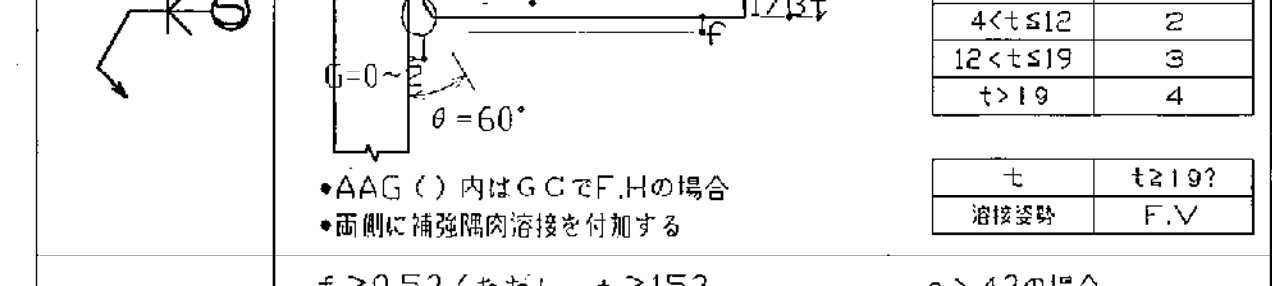 1/3t
f
G=0~2
θ=60°
•AAG()内はGCでF.Hの場合
•両側に補強隅肉溶接を付加する
4<t≤12 2
12<t≤19 3
t>19 4
t t≥19?
溶接姿勢 F.V